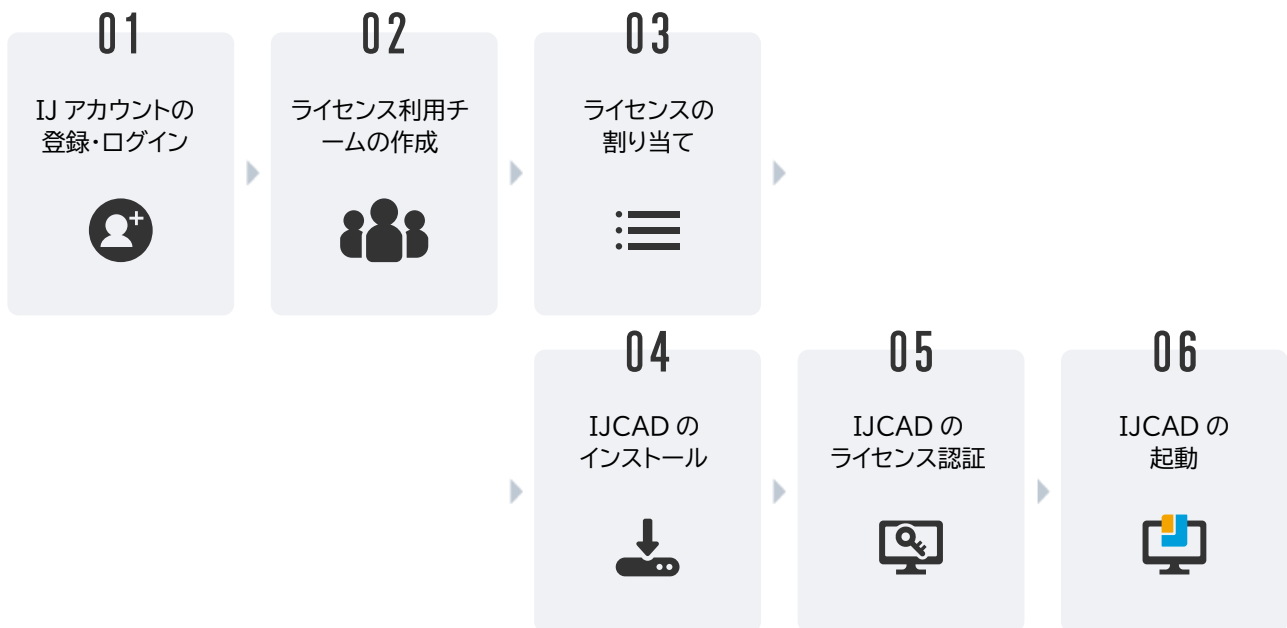 01
IJ アカウントの
登録・ログイン
02
ライセンス利用チ
ームの作成
03
ライセンスの
割り当て
04
IJCAD の
インストール
05
IJCAD の
ライセンス認証
06
IJCAD の
起動